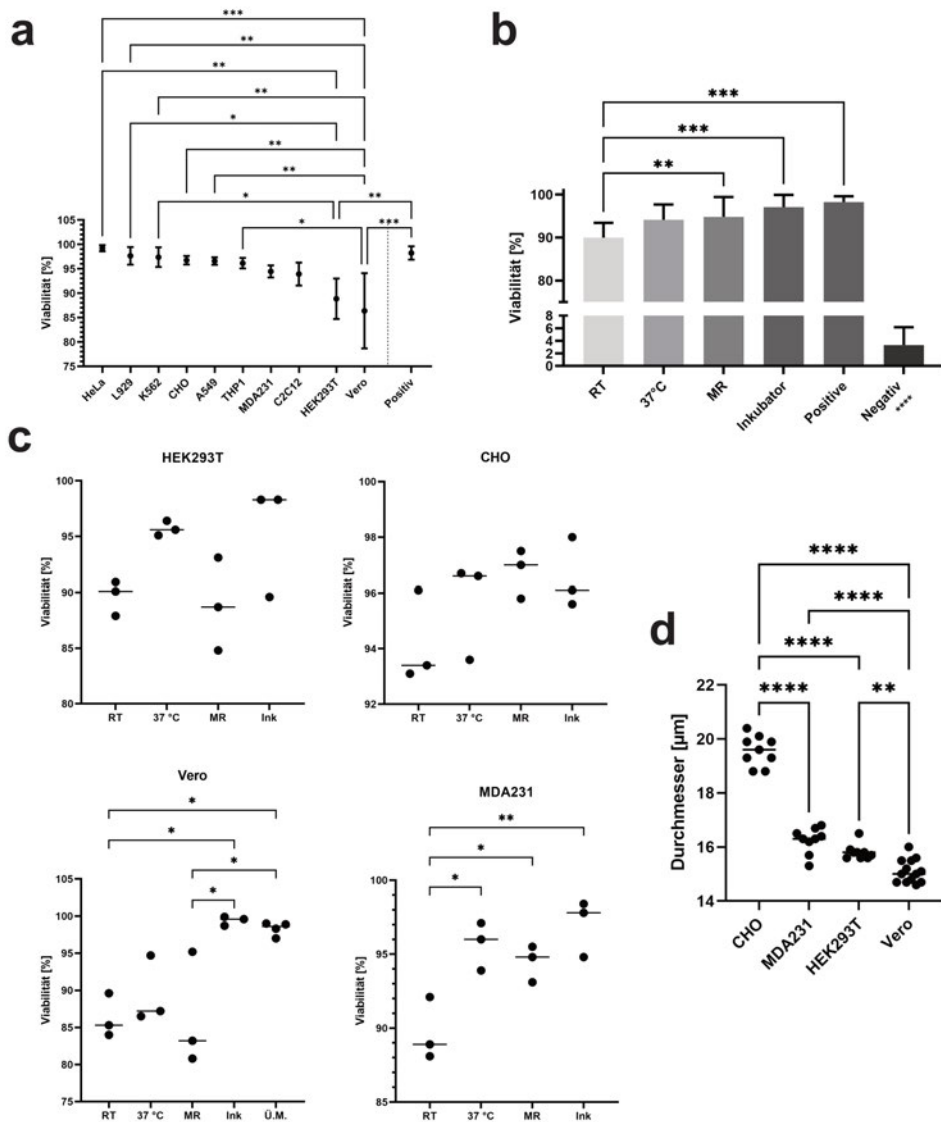 a
***
**
**
**
*
**
**
*
**
*
***
Viabilität [%]
105
100
95
90
85
80
75
HeLa
L929
K562
CHO
A549
THP1
MDA231
C2C12
HEK293T
Vero
Positiv
b
***
***
**
Viabilität [%]
100
90
80
8
6
4
2
0
RT
37°C
MR
Inkubator
Positive
Negativ
****
c
HEK293T
Viabilität [%]
100
95
90
85
80
RT
37 °C
MR
Ink
CHO
Viabilität [%]
100
98
96
94
92
RT
37 °C
MR
Ink
Vero
*
*
*
*
Viabilität [%]
105
100
95
90
85
80
75
RT
37 °C
MR
Ink
Ü.M.
MDA231
**
*
*
Viabilität [%]
100
95
90
85
RT
37 °C
MR
Ink
d
****
****
****
****
**
Durchmesser [µm]
22
20
18
16
14
CHO
MDA231
HEK293T
Vero